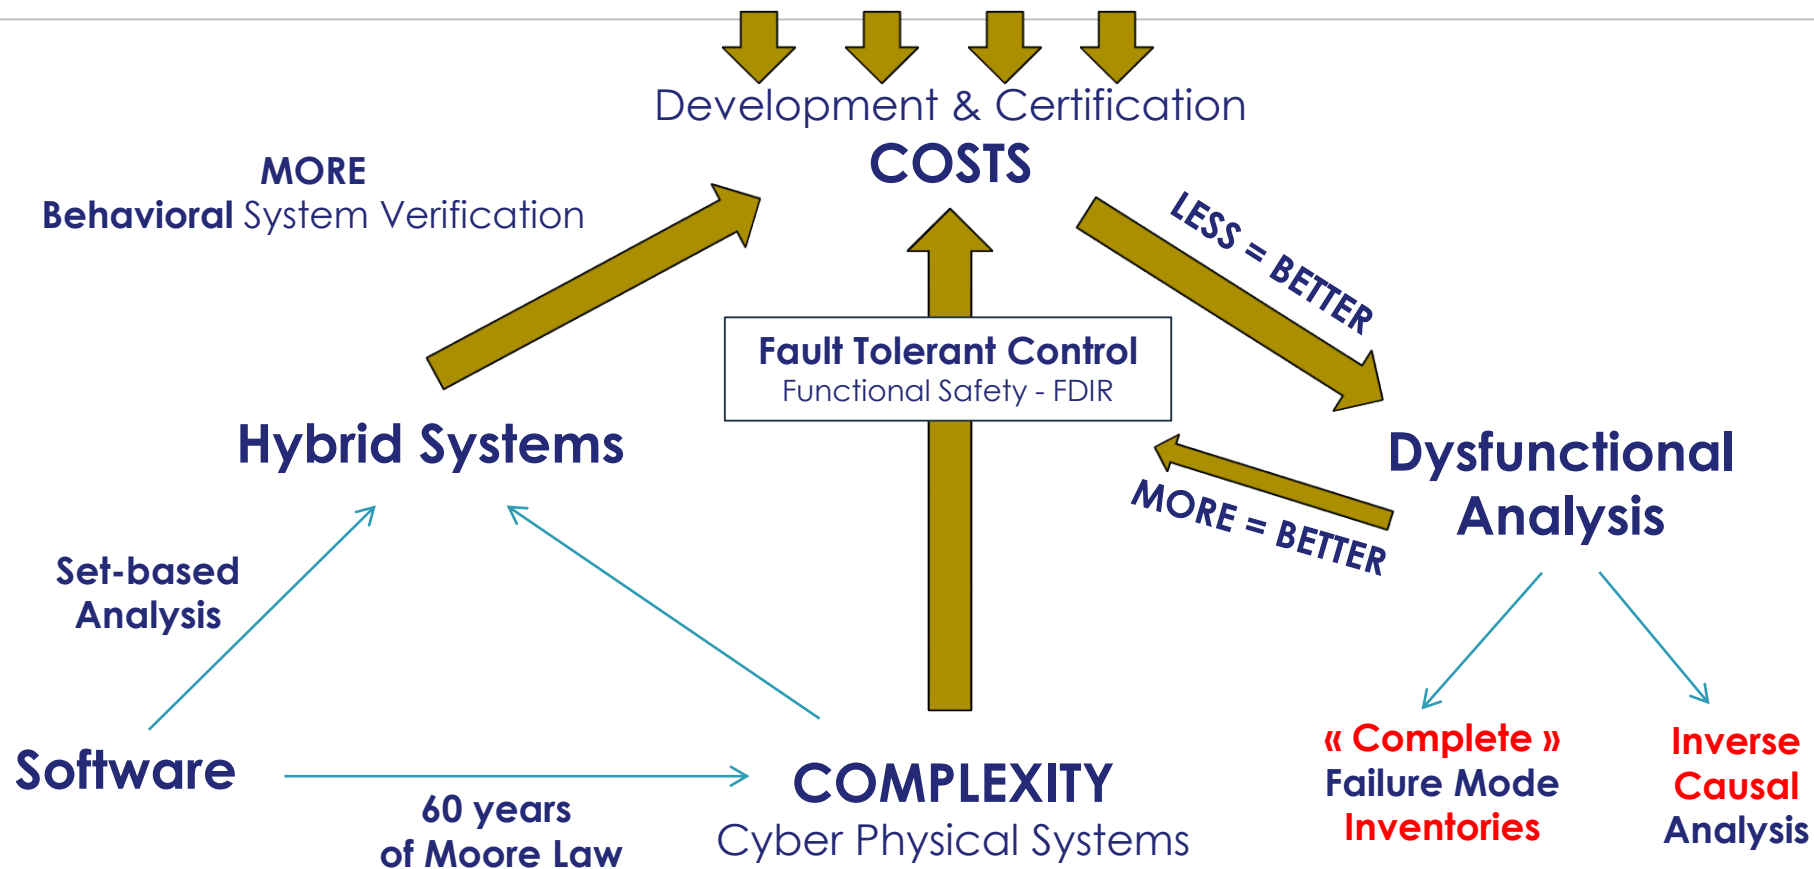 Development & Certification
COSTS
MORE
Behavioral System Verification
LESS = BETTER
Fault Tolerant Control
Functional Safety - FDIR
Hybrid Systems
Dysfunctional
Analysis
MORE = BETTER
Set-based
Analysis
Software
60 years
of Moore Law
COMPLEXITY
Cyber Physical Systems
« Complete »
Failure Mode
Inventories
Inverse
Causal
Analysis